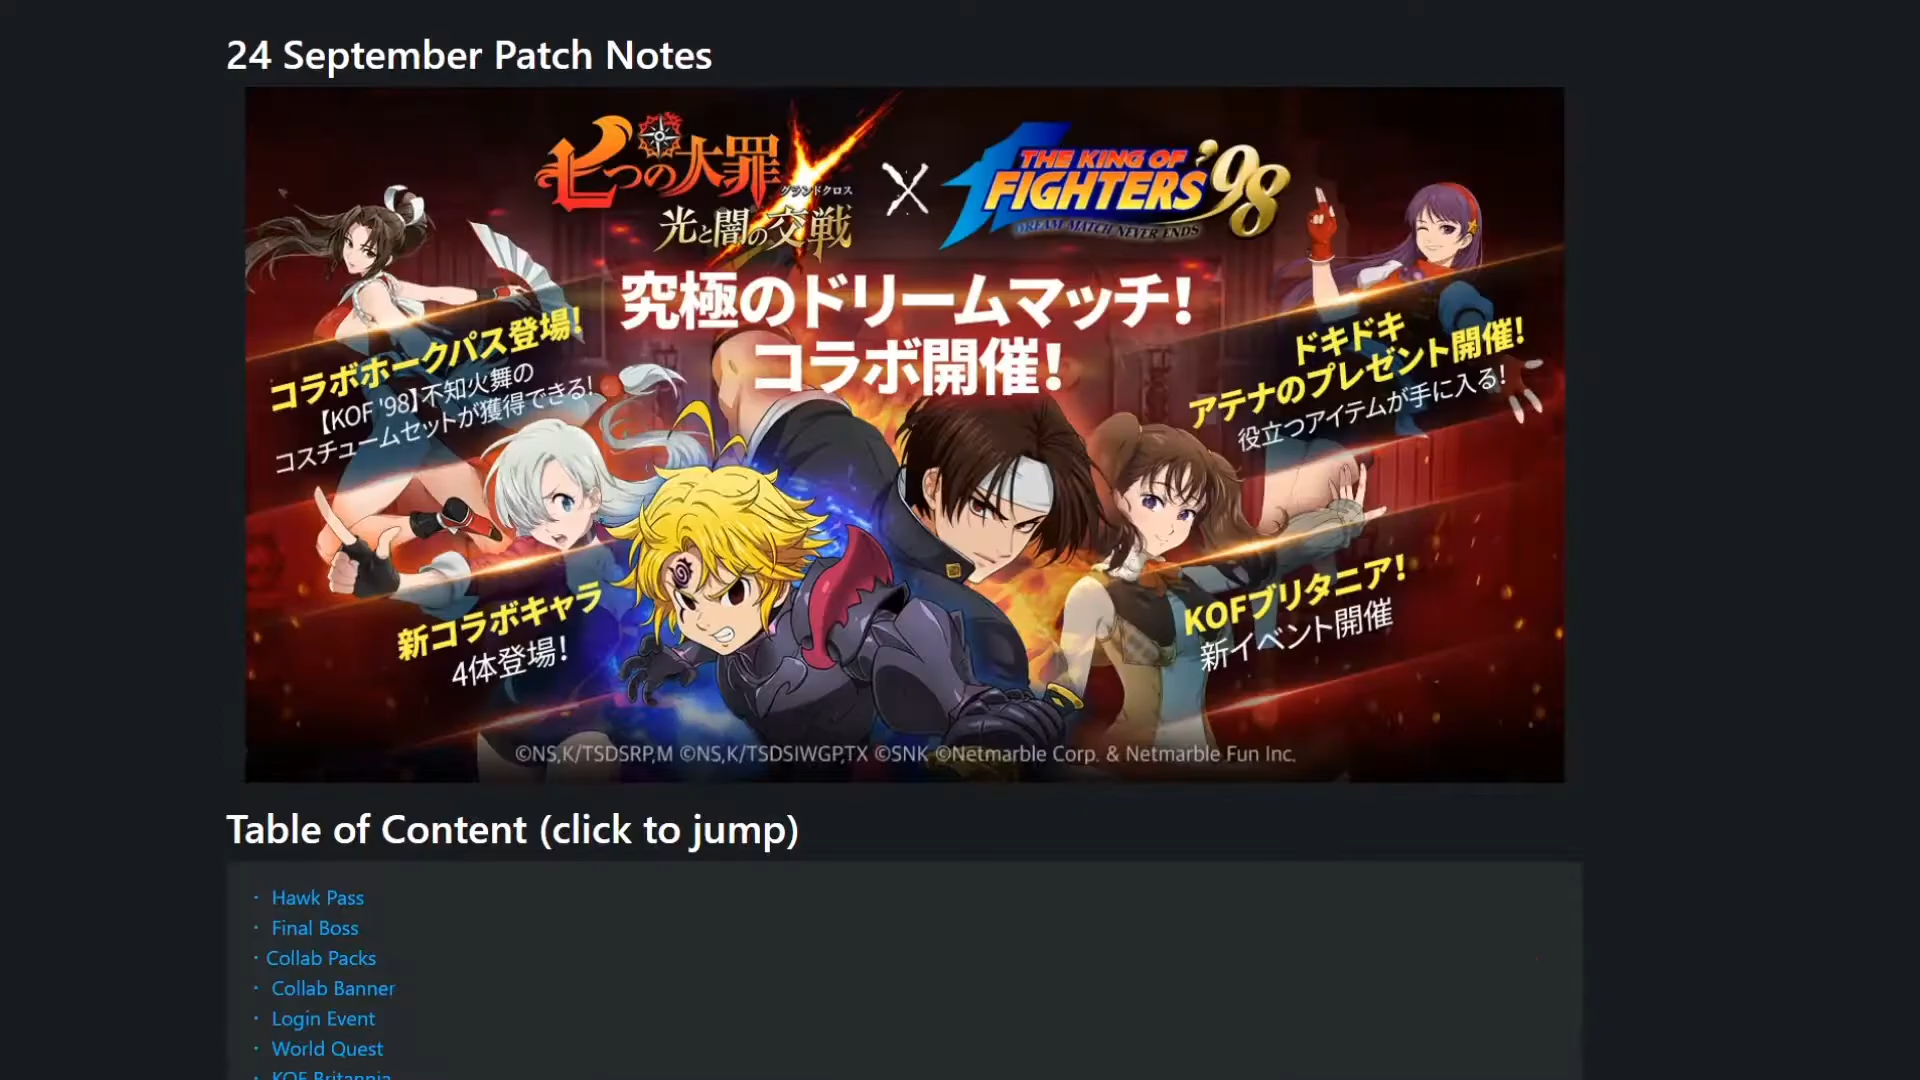 24 September Patch Notes
七つの大罪
グランドクロス
光と闇の交戦
X
THE KING OF
FIGHTERS '98
DREAM MATCH NEVER ENDS
究極のドリームマッチ!
コラボ開催!
コラボホークパス登場!
【KOF '98】不知火舞の
コスチュームセットが獲得できる!
ドキドキ
アテナのプレゼント開催!
役立つアイテムが手に入る!
新コラボキャラ
4体登場!
KOFブリタニア!
新イベント開催
©NS,K/TSDSRP,M ©NS,K/TSDSIWGP,TX ©SNK ©Netmarble Corp. & Netmarble Fun Inc.
Table of Content (click to jump)
· Hawk Pass
· Final Boss
· Collab Packs
· Collab Banner
· Login Event
· World Quest
· KOF Britannia